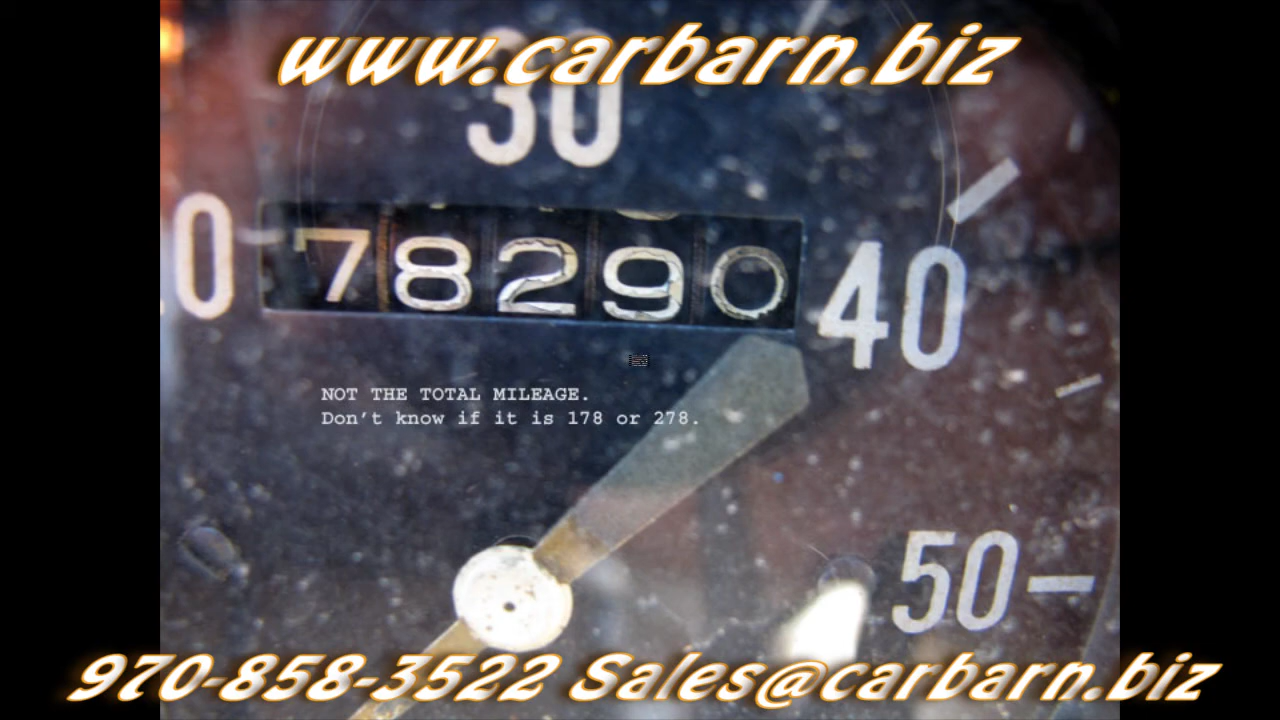 www.carbarn.biz
30
78290
0 40
NOT THE TOTAL MILEAGE.
Don't know if it is 178 or 278.
50
970-858-3522 Sales@carbarn.biz